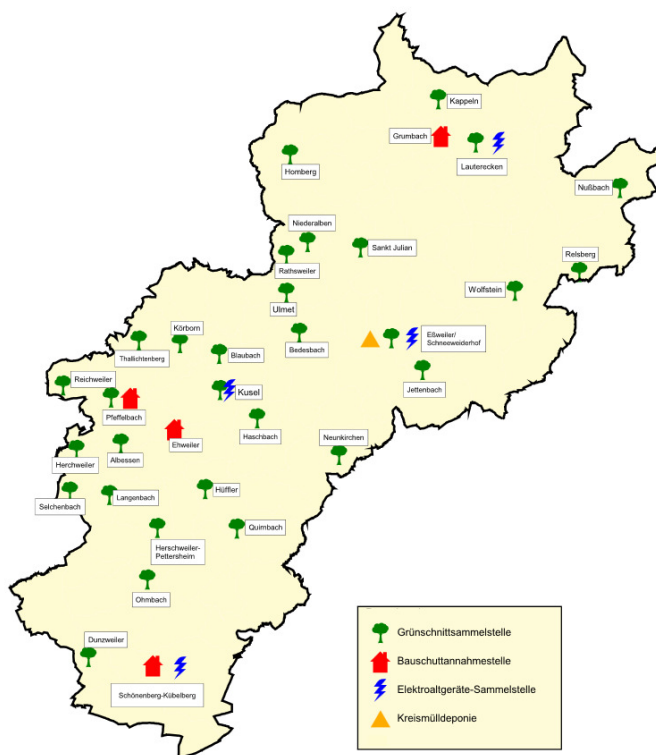 Kappeln
Grumbach
Lauterecken
Homberg
Nußbach
Niederalben
Sankt Julian
Relsberg
Rathsweiler
Wolfstein
Ulmet
Körborn
Eßweiler/
Schneeweiderhof
Bedesbach
Blaubach
Thallichtenberg
Jettenbach
Reichweiler
Kusel
Pfeffelbach
Haschbach
Ehweiler
Neunkirchen
Albessen
Herchweiler
Hüffler
Langenbach
Selchenbach
Quirnbach
Herschweiler-
Pettersheim
Ohmbach
Dunzweiler
Schönenberg-Kübelberg
Grünschnittsammelstelle
Bauschuttannahmestelle
Elektroaltgeräte-Sammelstelle
Kreismülldeponie